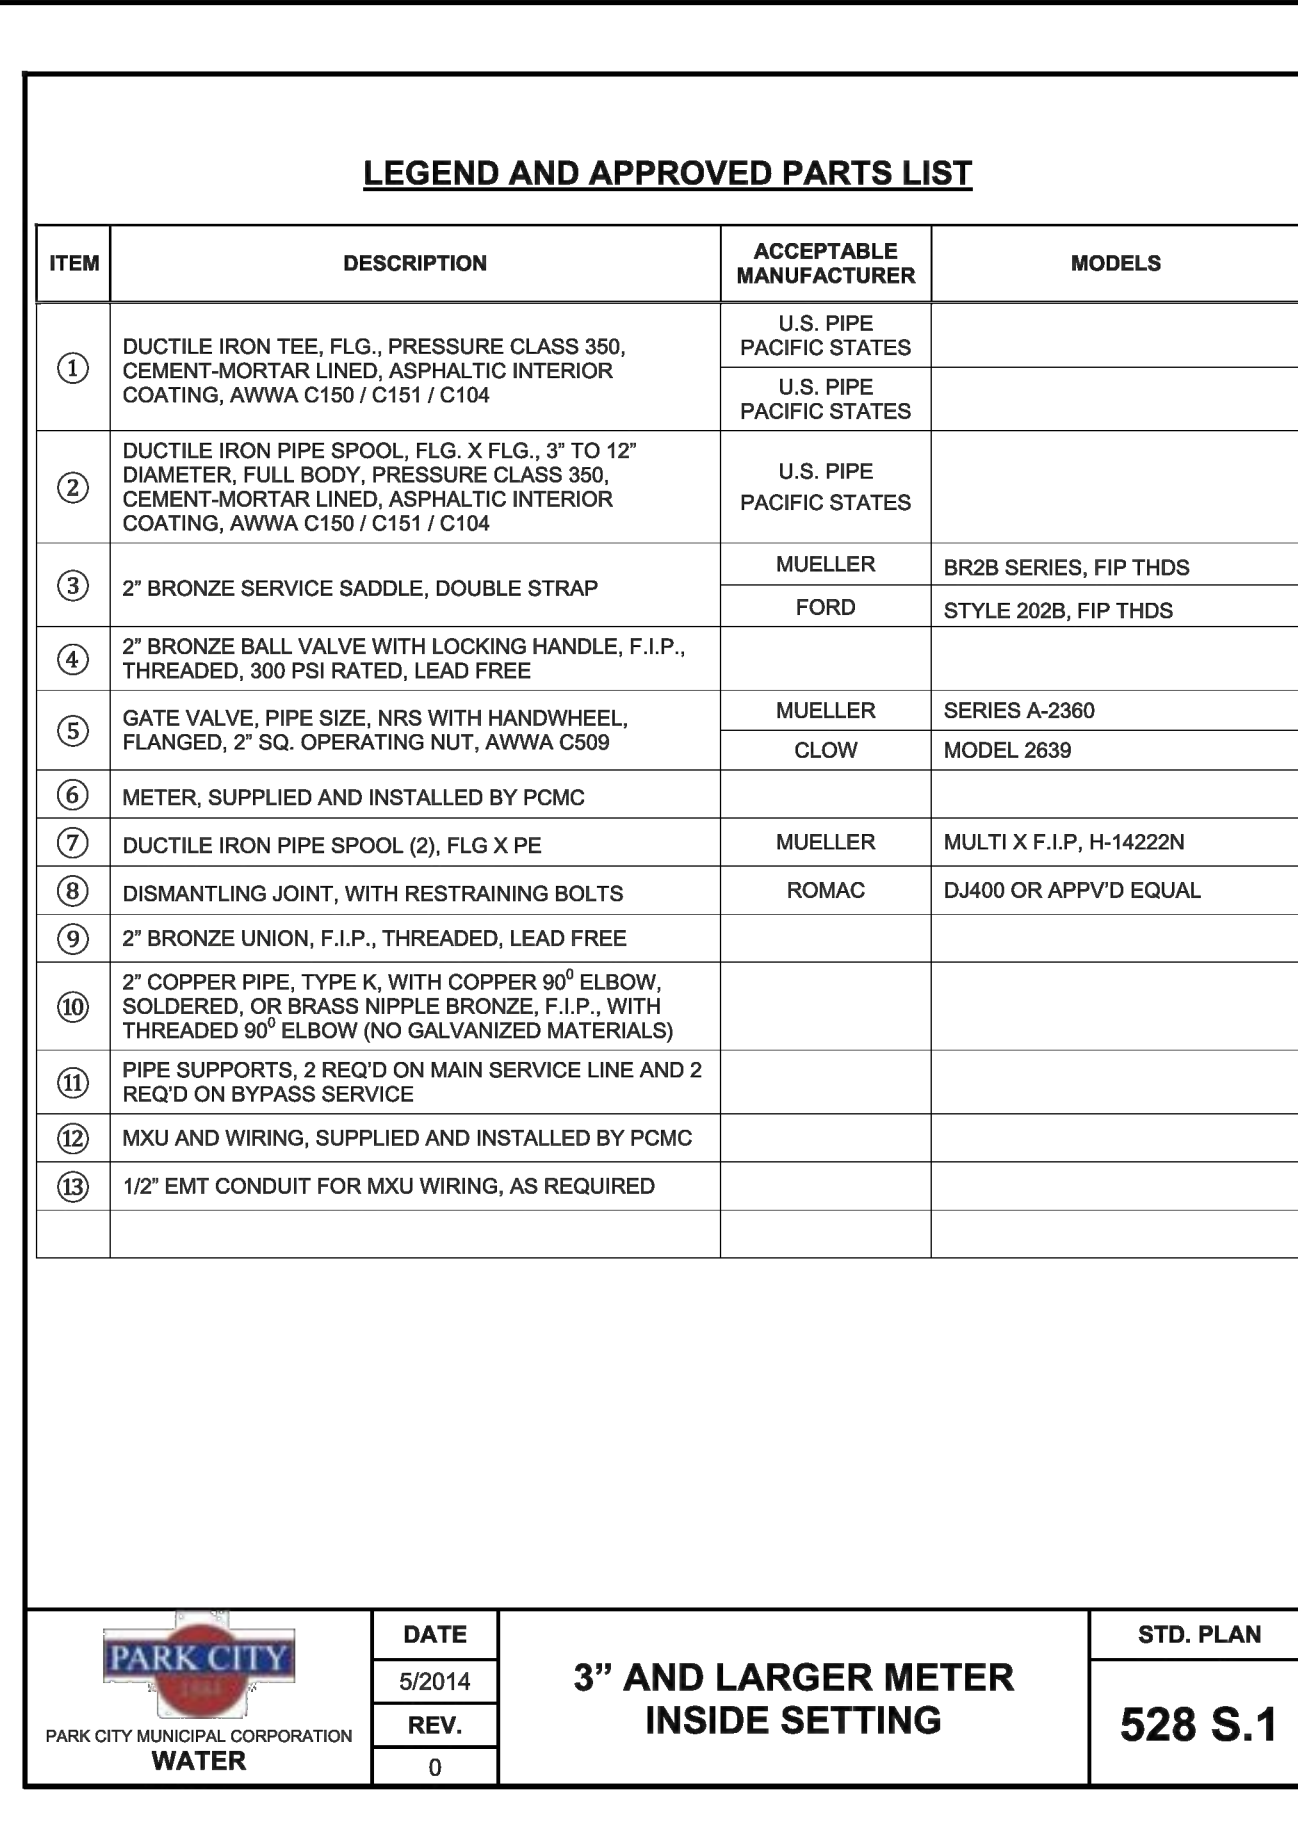 LEGEND AND APPROVED PARTS LIST
ITEM DESCRIPTION ACCEPTABLE MANUFACTURER MODELS
① DUCTILE IRON TEE, FLG., PRESSURE CLASS 350,
CEMENT-MORTAR LINED, ASPHALTIC INTERIOR
COATING, AWWA C150 / C151 / C104
U.S. PIPE
PACIFIC STATES
U.S. PIPE
PACIFIC STATES
② DUCTILE IRON PIPE SPOOL, FLG. X FLG., 3” TO 12”
DIAMETER, FULL BODY, PRESSURE CLASS 350,
CEMENT-MORTAR LINED, ASPHALTIC INTERIOR
COATING, AWWA C150 / C151 / C104
U.S. PIPE
PACIFIC STATES
③ 2” BRONZE SERVICE SADDLE, DOUBLE STRAP
MUELLER BR2B SERIES, FIP THDS
FORD STYLE 202B, FIP THDS
④ 2” BRONZE BALL VALVE WITH LOCKING HANDLE, F.I.P.,
THREADED, 300 PSI RATED, LEAD FREE
⑤ GATE VALVE, PIPE SIZE, NRS WITH HANDWHEEL,
FLANGED, 2” SQ. OPERATING NUT, AWWA C509
MUELLER SERIES A-2360
CLOW MODEL 2639
⑥ METER, SUPPLIED AND INSTALLED BY PCMC
⑦ DUCTILE IRON PIPE SPOOL (2), FLG X PE MUELLER MULTI X F.I.P, H-14222N
⑧ DISMANTLING JOINT, WITH RESTRAINING BOLTS ROMAC DJ400 OR APPV’D EQUAL
⑨ 2” BRONZE UNION, F.I.P., THREADED, LEAD FREE
⑩ 2” COPPER PIPE, TYPE K, WITH COPPER 90⁰ ELBOW,
SOLDERED, OR BRASS NIPPLE BRONZE, F.I.P., WITH
THREADED 90⁰ ELBOW (NO GALVANIZED MATERIALS)
⑪ PIPE SUPPORTS, 2 REQ’D ON MAIN SERVICE LINE AND 2
REQ’D ON BYPASS SERVICE
⑫ MXU AND WIRING, SUPPLIED AND INSTALLED BY PCMC
⑬ 1/2” EMT CONDUIT FOR MXU WIRING, AS REQUIRED
PARK CITY
1884
PARK CITY MUNICIPAL CORPORATION
WATER
DATE
5/2014
REV.
0
3” AND LARGER METER
INSIDE SETTING
STD. PLAN
528 S.1